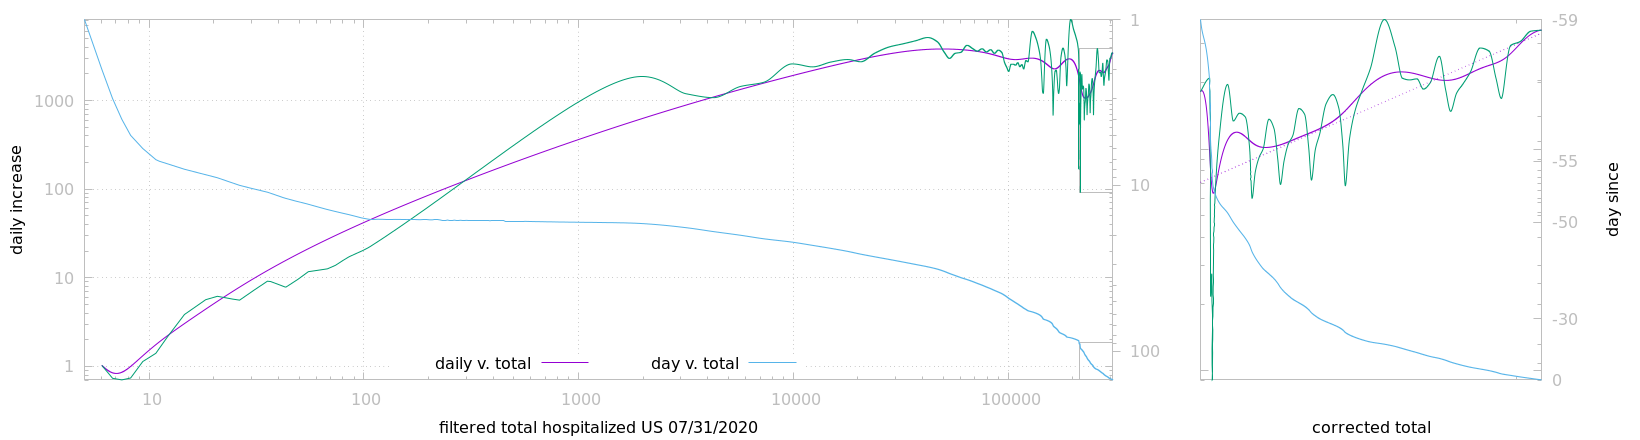 daily increase
1000
100
10
1
10
100
1000
10000
100000
1
10
100
daily v. total
day v. total
filtered total hospitalized US 07/31/2020
-59
-55
-50
-30
0
day since
corrected total